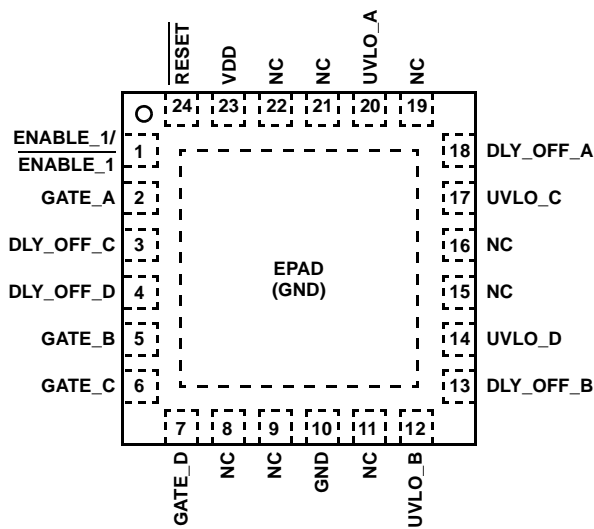 RESET
VDD
NC
NC
UVLO_A
NC
24
23
22
21
20
19
ENABLE_1/
ENABLE_1
1
GATE_A
2
DLY_OFF_C
3
DLY_OFF_D
4
GATE_B
5
GATE_C
6
EPAD
(GND)
18
DLY_OFF_A
17
UVLO_C
16
NC
15
NC
14
UVLO_D
13
DLY_OFF_B
7
8
9
10
11
12
GATE_D
NC
NC
GND
NC
UVLO_B